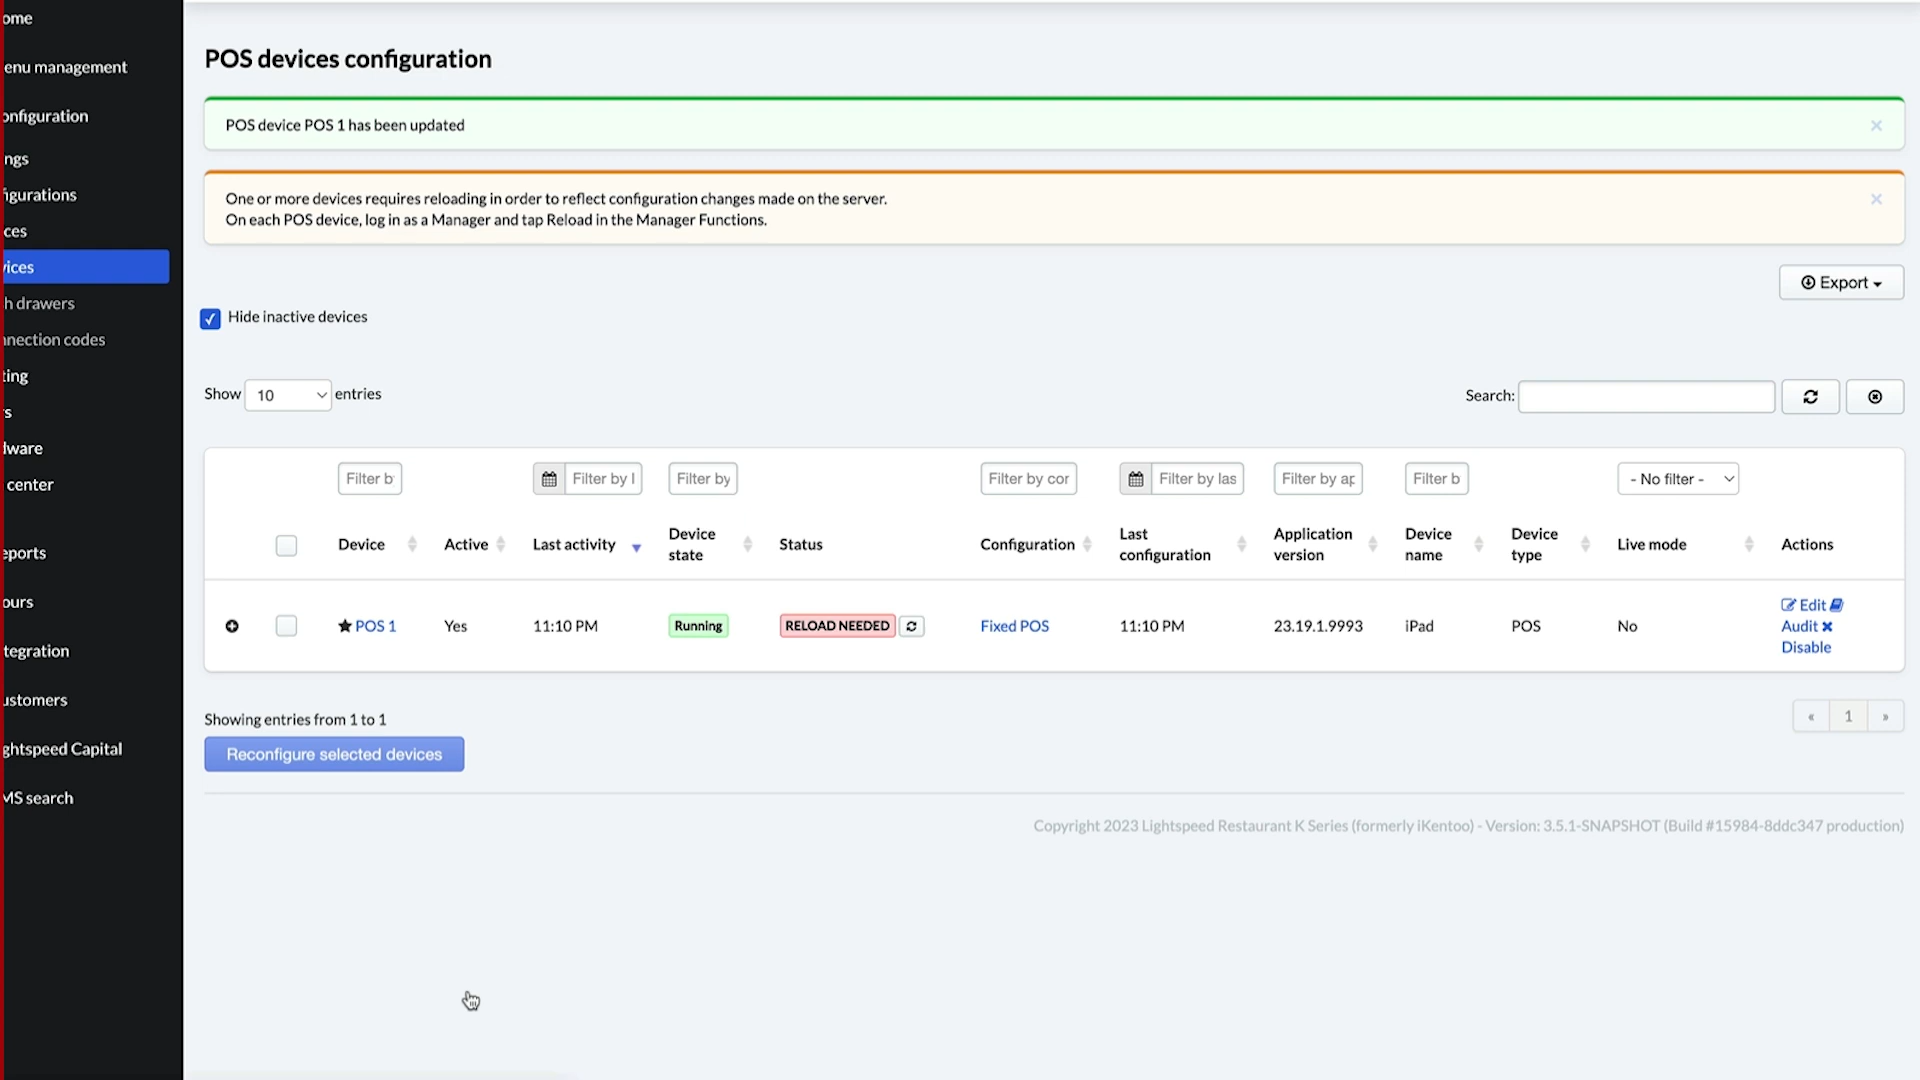 ome
enu management
onfiguration
ngs
figurations
ces
vices
h drawers
nnection codes
ting
rs
dware
center
eports
ours
tegration
ustomers
ghtspeed Capital
MS search
POS devices configuration
POS device POS 1 has been updated
One or more devices requires reloading in order to reflect configuration changes made on the server.
On each POS device, log in as a Manager and tap Reload in the Manager Functions.
Export
Hide inactive devices
Show 10 entries
Search:
Filter b Filter by l Filter by Filter by cor Filter by las Filter by ap Filter b - No filter -
Device Active Last activity Device state Status Configuration Last configuration Application version Device name Device type Live mode Actions
POS 1 Yes 11:10 PM Running RELOAD NEEDED Fixed POS 11:10 PM 23.19.1.9993 iPad POS No Edit
Audit
Disable
Showing entries from 1 to 1
« 1 »
Reconfigure selected devices
Copyright 2023 Lightspeed Restaurant K Series (formerly iKentoo) - Version: 3.5.1-SNAPSHOT (Build #15984-8ddc347 production)